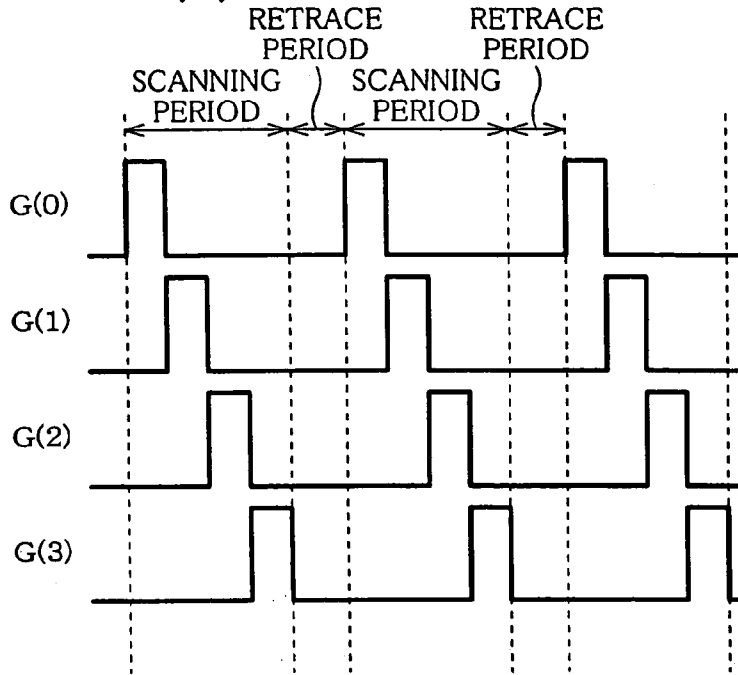 RETRACE
PERIOD
RETRACE
PERIOD
SCANNING
PERIOD
SCANNING
PERIOD
G(0)
G(1)
G(2)
G(3)